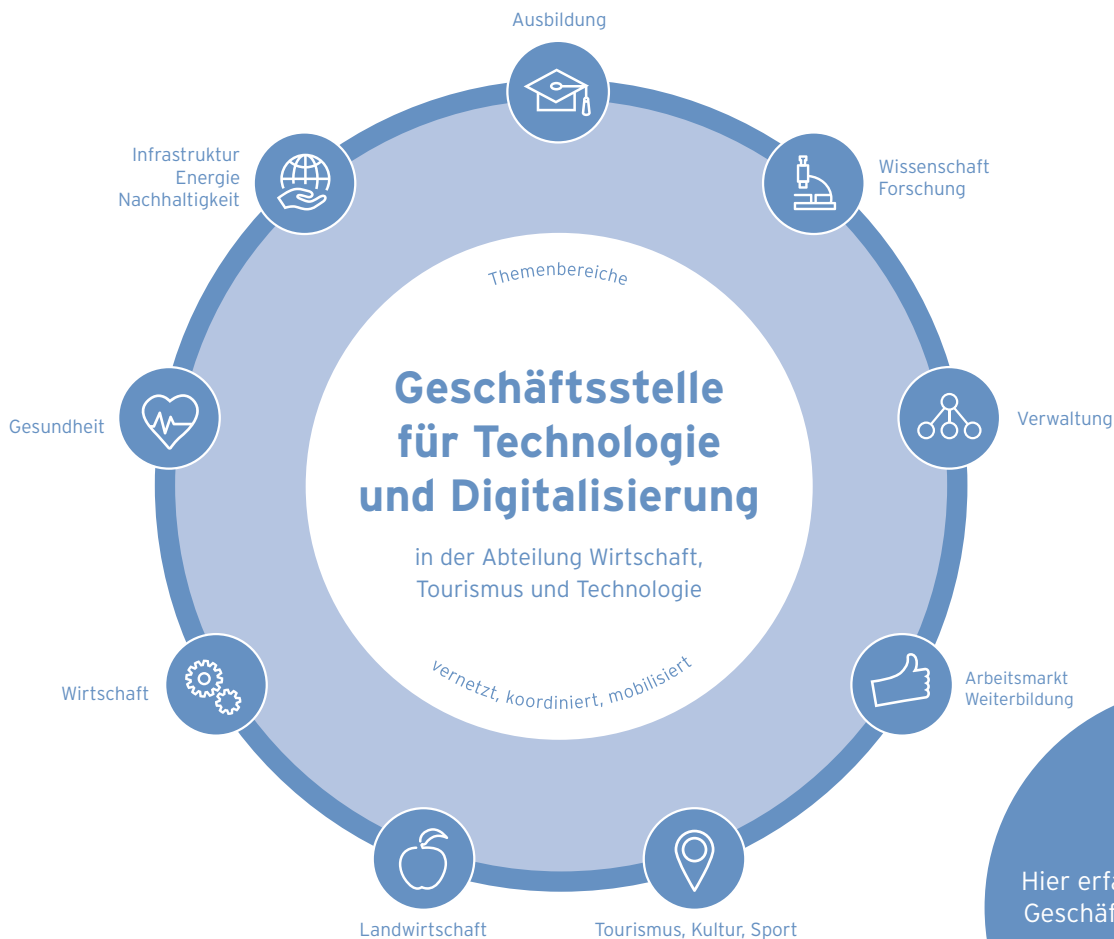 Ausbildung
Infrastruktur
Energie
Nachhaltigkeit
Wissenschaft
Forschung
Themenbereiche
Geschäftsstelle
für Technologie
und Digitalisierung
in der Abteilung Wirtschaft,
Tourismus und Technologie
vernetzt, koordiniert, mobilisiert
Gesundheit
Verwaltung
Wirtschaft
Arbeitsmarkt
Weiterbildung
Landwirtschaft
Tourismus, Kultur, Sport
Hier